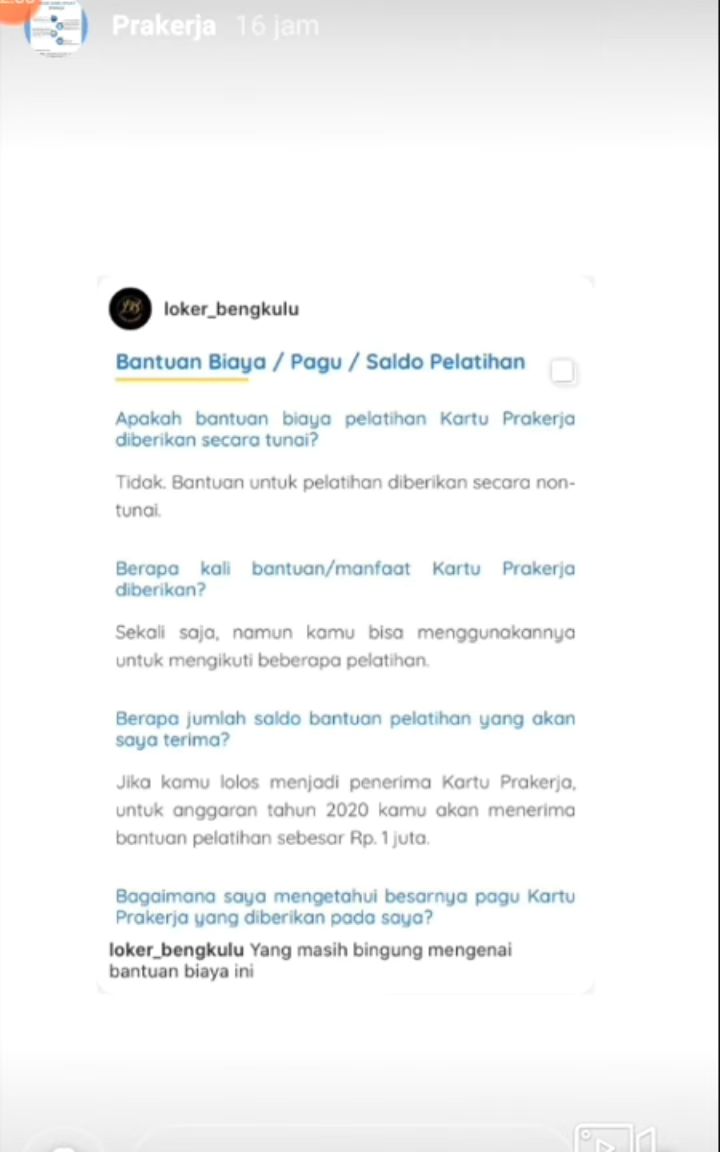 Prakerja 16 jam
loker_bengkulu
Bantuan Biaya / Pagu / Saldo Pelatihan
Apakah bantuan biaya pelatihan Kartu Prakerja
diberikan secara tunai?
Tidak. Bantuan untuk pelatihan diberikan secara non-
tunai.
Berapa kali bantuan/manfaat Kartu Prakerja
diberikan?
Sekali saja, namun kamu bisa menggunakannya
untuk mengikuti beberapa pelatihan.
Berapa jumlah saldo bantuan pelatihan yang akan
saya terima?
Jika kamu lolos menjadi penerima Kartu Prakerja,
untuk anggaran tahun 2020 kamu akan menerima
bantuan pelatihan sebesar Rp. 1 juta.
Bagaimana saya mengetahui besarnya pagu Kartu
Prakerja yang diberikan pada saya?
loker_bengkulu Yang masih bingung mengenai
bantuan biaya ini